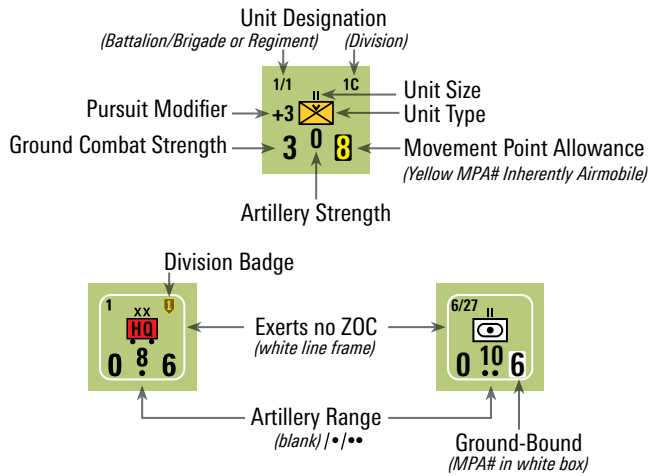 Unit Designation
(Battalion/Brigade or Regiment) (Division)
1/1 1C
II
Unit Size
Pursuit Modifier
+3
Unit Type
Ground Combat Strength
3 0 8
Movement Point Allowance
(Yellow MPA# Inherently Airmobile)
Artillery Strength
Division Badge
1 1
XX
HQ
0 8 6
•
Exerts no ZOC
(white line frame)
6/27
II
0 10 6
••
Artillery Range
(blank) / • / ••
Ground-Bound
(MPA# in white box)